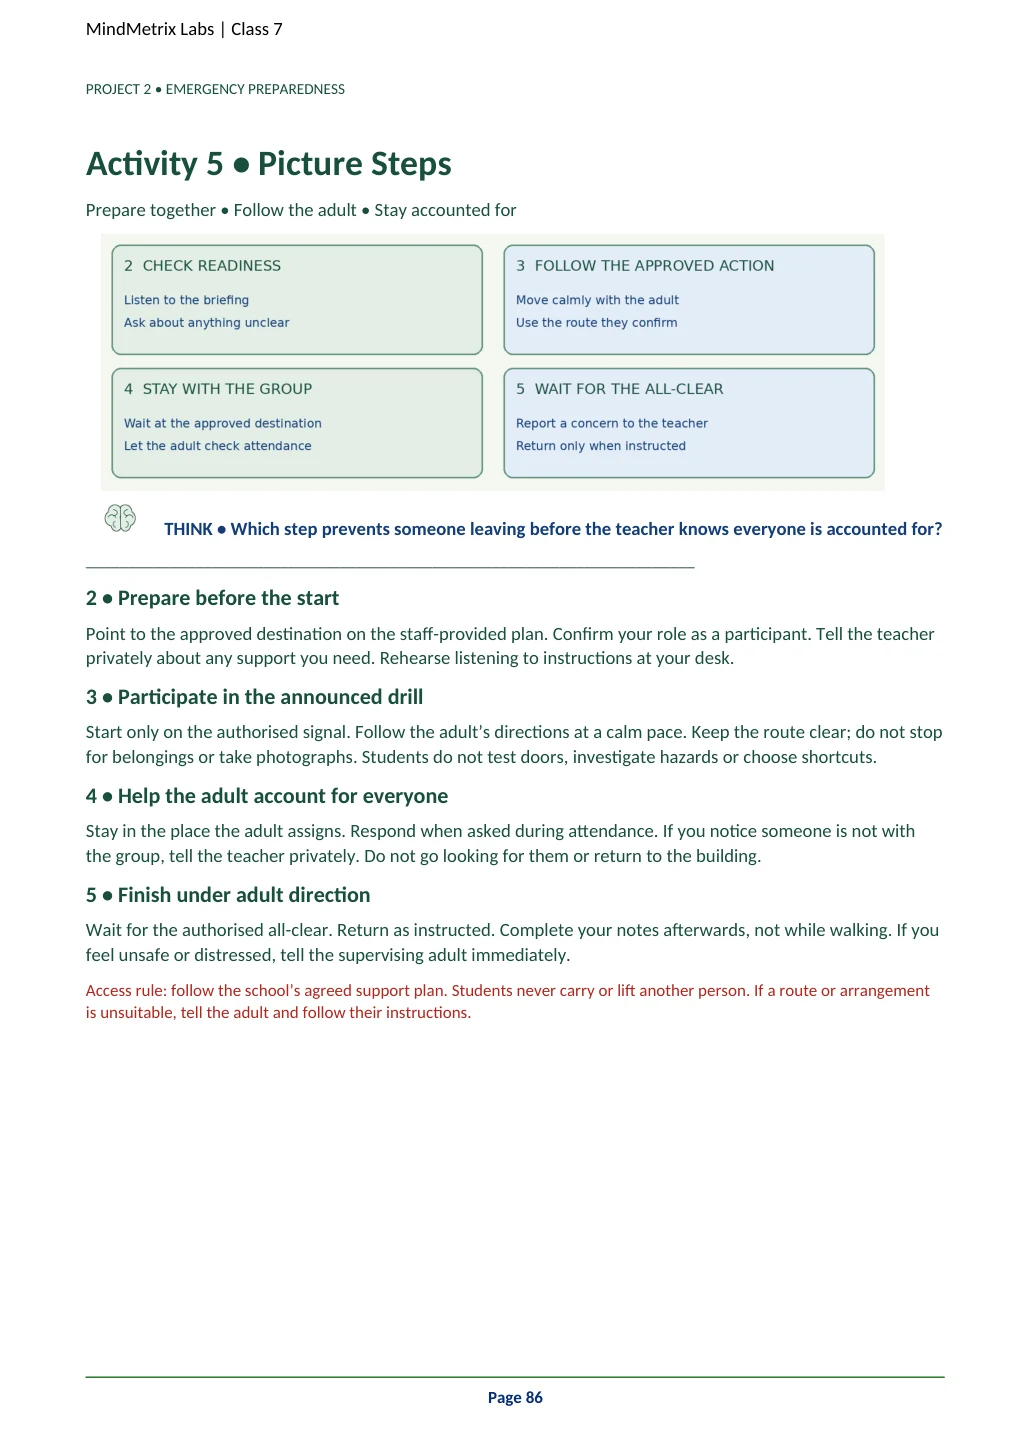 MindMetrix Labs | Class 7
PROJECT 2 ● EMERGENCY PREPAREDNESS
Activity 5 ● Picture Steps
Prepare together ● Follow the adult ● Stay accounted for
2 CHECK READINESS
Listen to the briefing
Ask about anything unclear
3 FOLLOW THE APPROVED ACTION
Move calmly with the adult
Use the route they confirm
4 STAY WITH THE GROUP
Wait at the approved destination
Let the adult check attendance
5 WAIT FOR THE ALL-CLEAR
Report a concern to the teacher
Return only when instructed
THINK ● Which step prevents someone leaving before the teacher knows everyone is accounted for?
2 ● Prepare before the start
Point to the approved destination on the staff-provided plan. Confirm your role as a participant. Tell the teacher
privately about any support you need. Rehearse listening to instructions at your desk.
3 ● Participate in the announced drill
Start only on the authorised signal. Follow the adult’s directions at a calm pace. Keep the route clear; do not stop
for belongings or take photographs. Students do not test doors, investigate hazards or choose shortcuts.
4 ● Help the adult account for everyone
Stay in the place the adult assigns. Respond when asked during attendance. If you notice someone is not with
the group, tell the teacher privately. Do not go looking for them or return to the building.
5 ● Finish under adult direction
Wait for the authorised all-clear. Return as instructed. Complete your notes afterwards, not while walking. If you
feel unsafe or distressed, tell the supervising adult immediately.
Access rule: follow the school’s agreed support plan. Students never carry or lift another person. If a route or arrangement
is unsuitable, tell the adult and follow their instructions.
Page 86